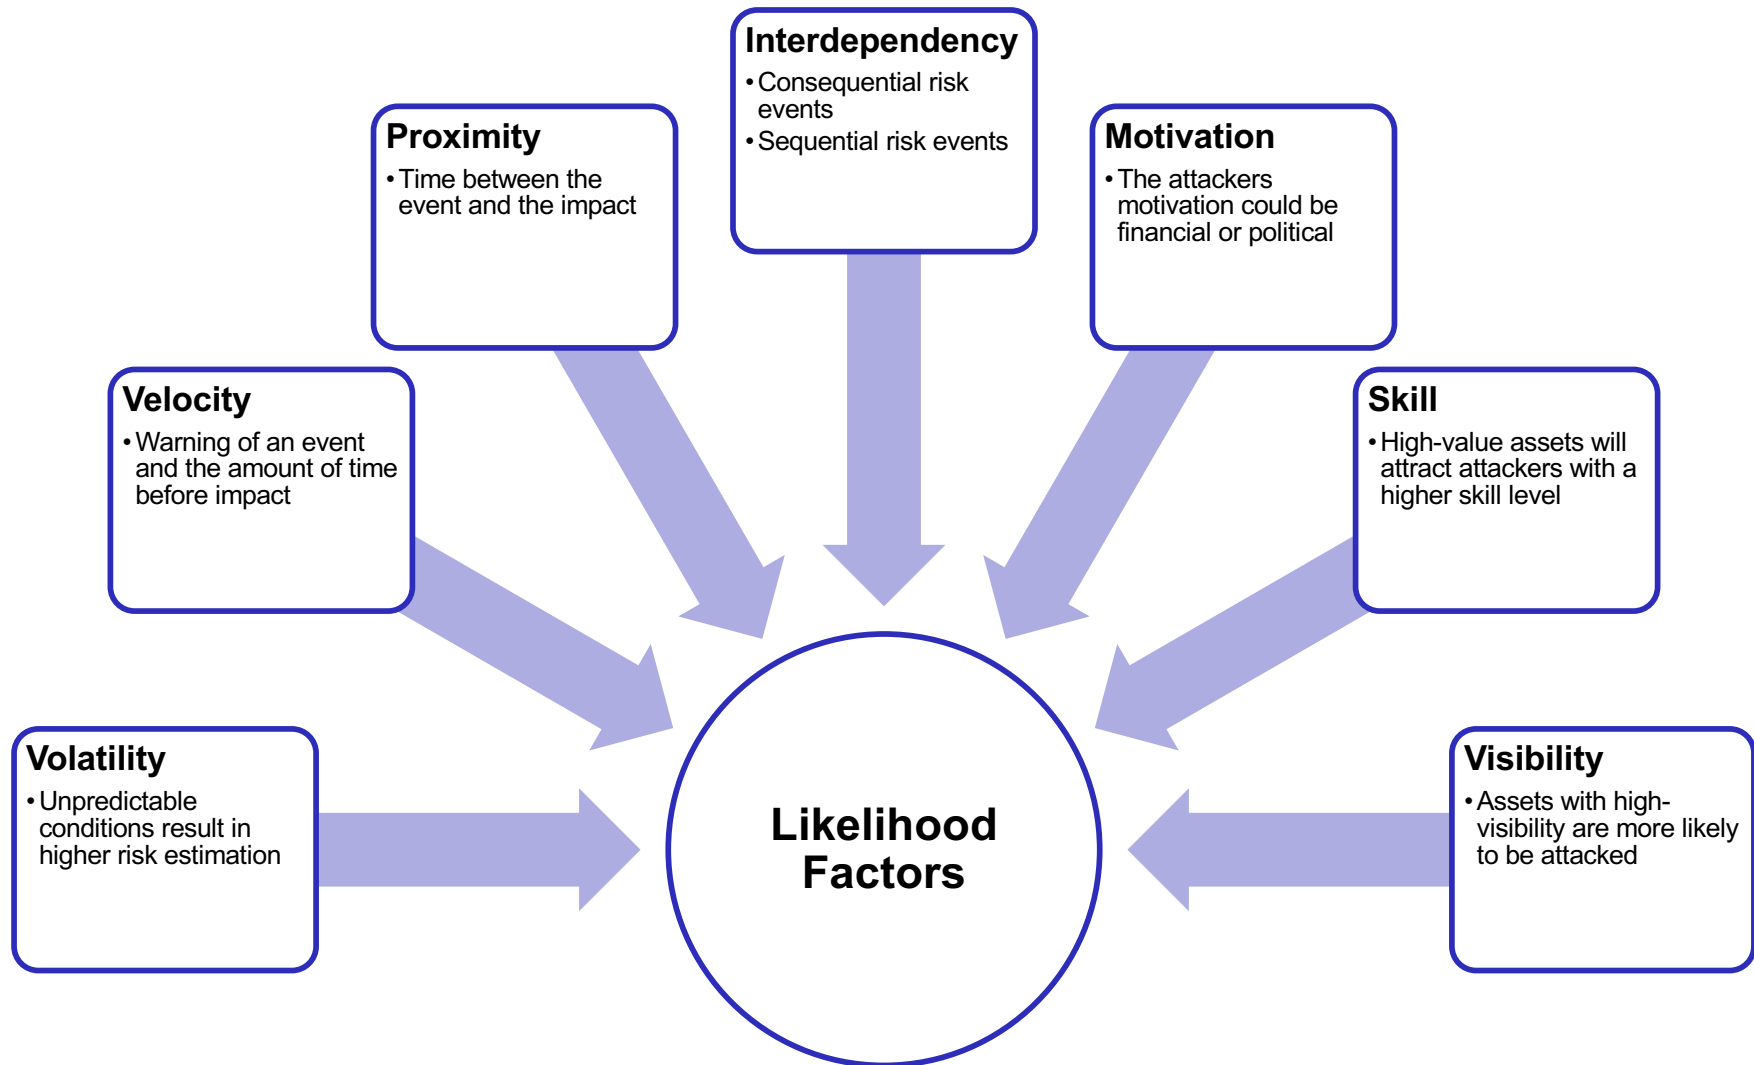 Interdependency
• Consequential risk
events
• Sequential risk events
Proximity
• Time between the
event and the impact
Motivation
• The attackers
motivation could be
financial or political
Velocity
• Warning of an event
and the amount of time
before impact
Skill
• High-value assets will
attract attackers with a
higher skill level
Volatility
• Unpredictable
conditions result in
higher risk estimation
Likelihood
Factors
Visibility
• Assets with high-
visibility are more likely
to be attacked